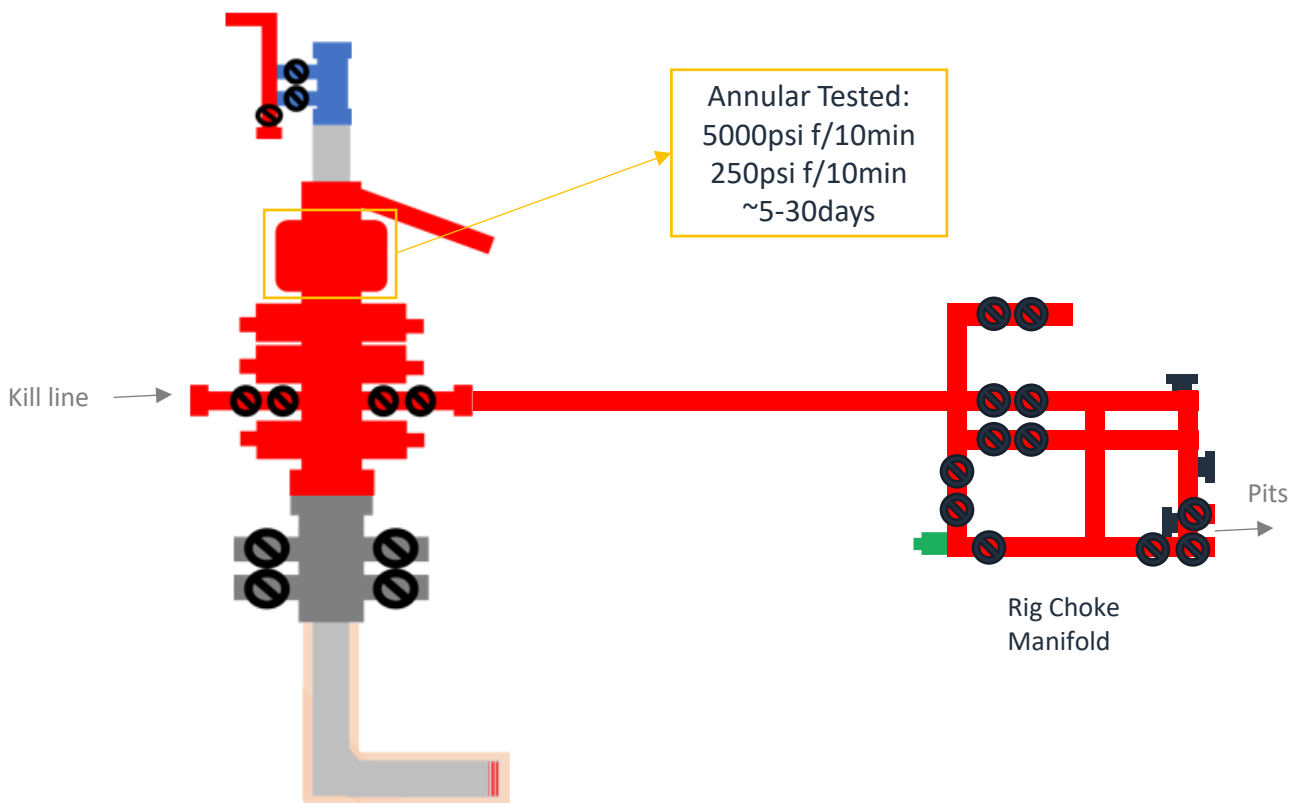 Annular Tested:
5000psi f/10min
250psi f/10min
~5-30days
Kill line
Pits
Rig Choke
Manifold